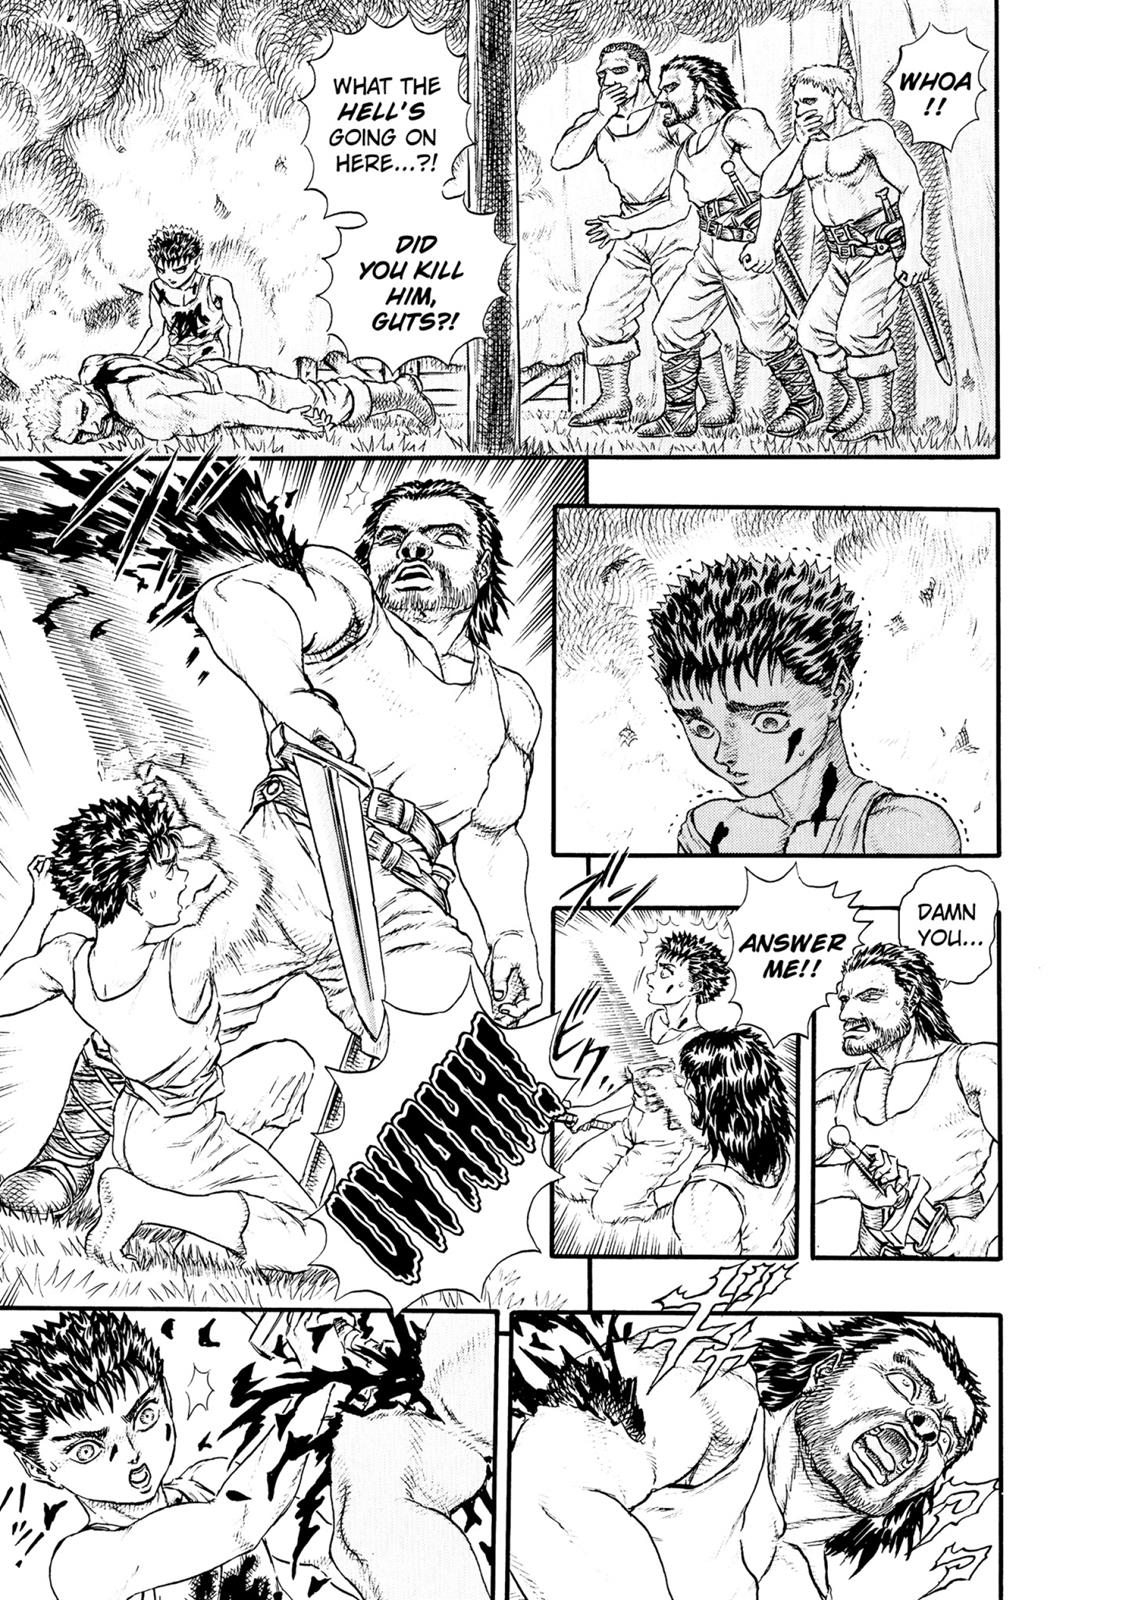 WHOA
!!
WHAT THE
HELL'S
GOING ON
HERE...?!
DID
YOU KILL
HIM,
GUTS?!
DAMN
YOU...
ANSWER
ME!!
UWAHH!